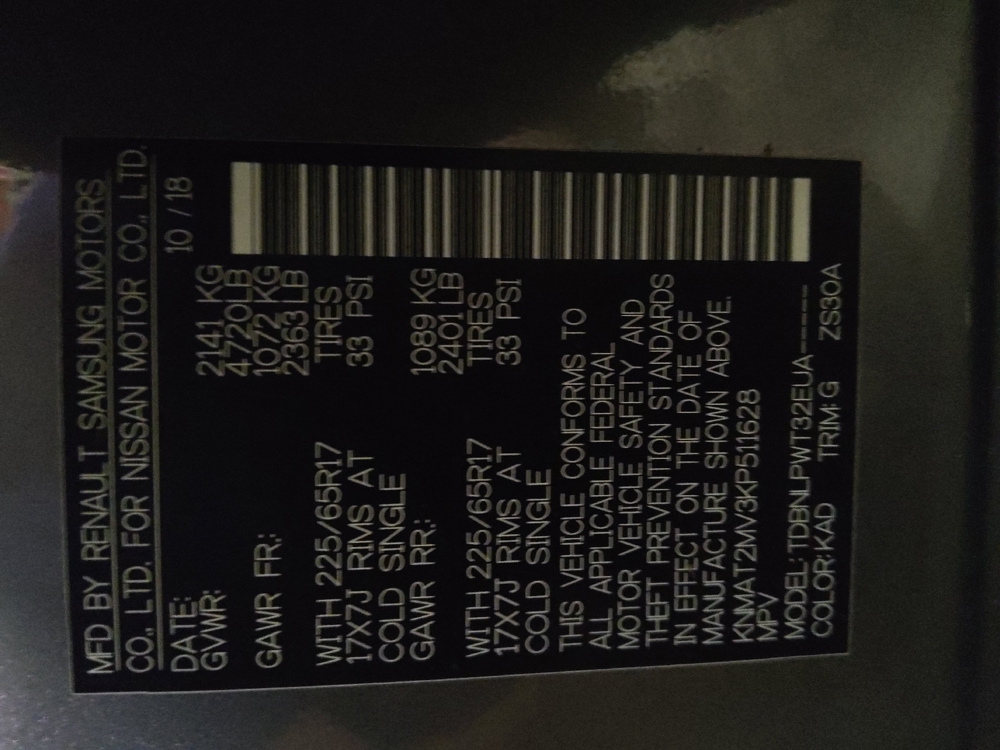 MFD BY RENAULT SAMSUNG MOTORS
CO., LTD. FOR NISSAN MOTOR CO., LTD.
DATE: 10 / 18
GVWR: 2141 KG
4720LB
GAWR FR.: 1072 KG
2363 LB
WITH 225/65R17 TIRES
17X7J RIMS AT 33 PSI
COLD SINGLE
GAWR RR.: 1089 KG
2401 LB
WITH 225/65R17 TIRES
17X7J RIMS AT 33 PSI
COLD SINGLE
THIS VEHICLE CONFORMS TO
ALL APPLICABLE FEDERAL
MOTOR VEHICLE SAFETY AND
THEFT PREVENTION STANDARDS
IN EFFECT ON THE DATE OF
MANUFACTURE SHOWN ABOVE.
KNMAT2MV3KP511628
MPV
MODEL: TDBNLPWT32EUA-----
COLOR: KAD TRIM: G ZS30A